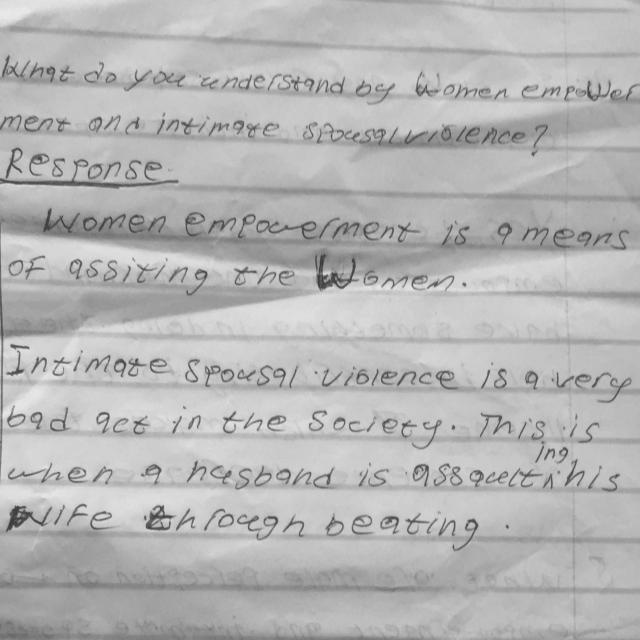 What do you understand by Women empower
ment and intimate spousal violence?
Response.
Women empowerment is a means
of assiting the Women.
Intimate spousal violence is a very
bad act in the society. This is
when a husband is assaulting his
wife through beating.